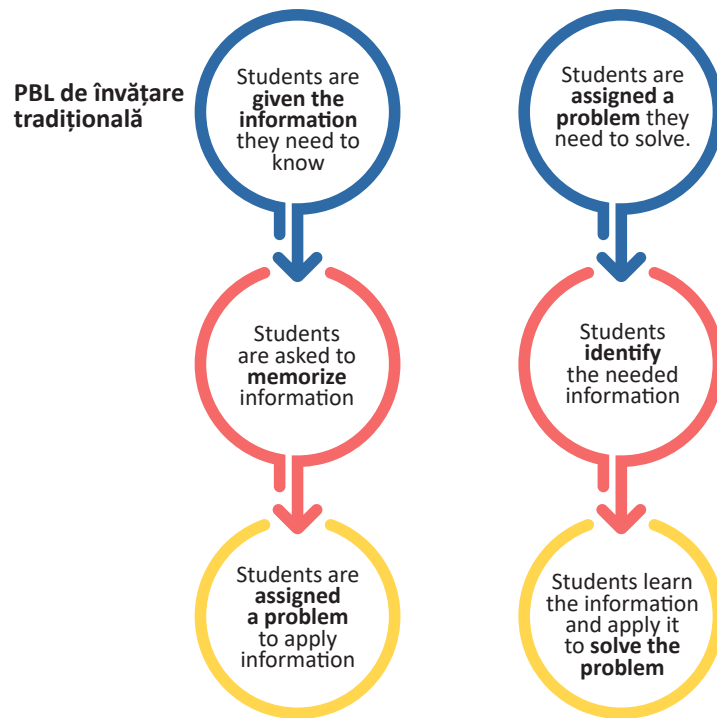 PBL de învățare
tradițională
Students are
given the
information
they need to
know
Students
are asked to
memorize
information
Students are
assigned
a problem
to apply
information
Students are
assigned a
problem they
need to solve.
Students
identify
the needed
information
Students learn
the information
and apply it
to solve the
problem